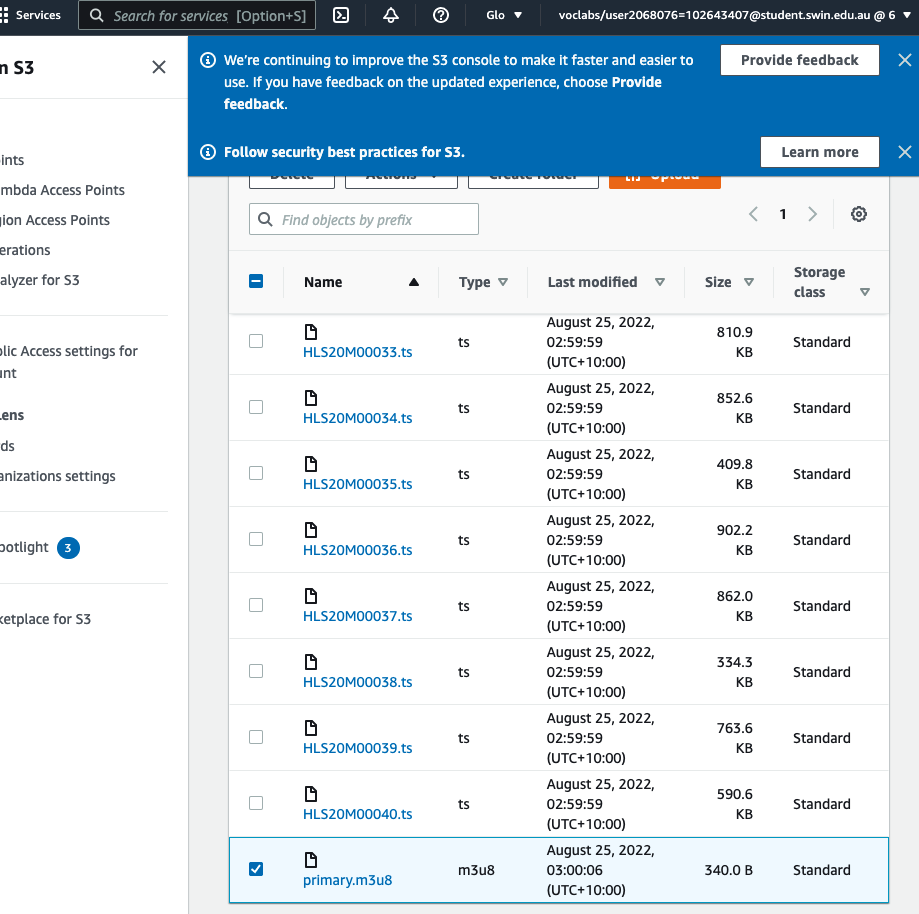 Services
Search for services
[Option+S]
Glo
voclabs/user2068076=102643407@student.swin.edu.au @ 6
n S3
We're continuing to improve the S3 console to make it faster and easier to
use. If you have feedback on the updated experience, choose Provide
feedback.
Provide feedback
Follow security best practices for S3.
Learn more
ints
mbda Access Points
gion Access Points
erations
alyzer for S3
blic Access settings for
unt
Lens
rds
anizations settings
potlight 3
ketplace for S3
Delete
Actions
Create folder
Upload
Find objects by prefix
1
Name
Type
Last modified
Size
Storage
class
HLS20M00033.ts
ts
August 25, 2022,
02:59:59
(UTC+10:00)
810.9
KB
Standard
HLS20M00034.ts
ts
August 25, 2022,
02:59:59
(UTC+10:00)
852.6
KB
Standard
HLS20M00035.ts
ts
August 25, 2022,
02:59:59
(UTC+10:00)
409.8
KB
Standard
HLS20M00036.ts
ts
August 25, 2022,
02:59:59
(UTC+10:00)
902.2
KB
Standard
HLS20M00037.ts
ts
August 25, 2022,
02:59:59
(UTC+10:00)
862.0
KB
Standard
HLS20M00038.ts
ts
August 25, 2022,
02:59:59
(UTC+10:00)
334.3
KB
Standard
HLS20M00039.ts
ts
August 25, 2022,
02:59:59
(UTC+10:00)
763.6
KB
Standard
HLS20M00040.ts
ts
August 25, 2022,
02:59:59
(UTC+10:00)
590.6
KB
Standard
primary.m3u8
m3u8
August 25, 2022,
03:00:06
(UTC+10:00)
340.0 B
Standard